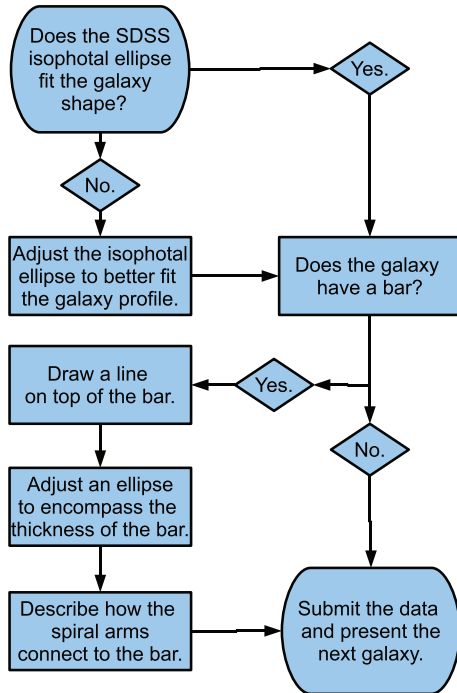 Does the SDSS
isophotal ellipse
fit the galaxy
shape?
Yes.
No.
Adjust the isophotal
ellipse to better fit
the galaxy profile.
Does the galaxy
have a bar?
Draw a line
on top of the bar.
Yes.
No.
Adjust an ellipse
to encompass the
thickness of the bar.
Describe how the
spiral arms
connect to the bar.
Submit the data
and present the
next galaxy.